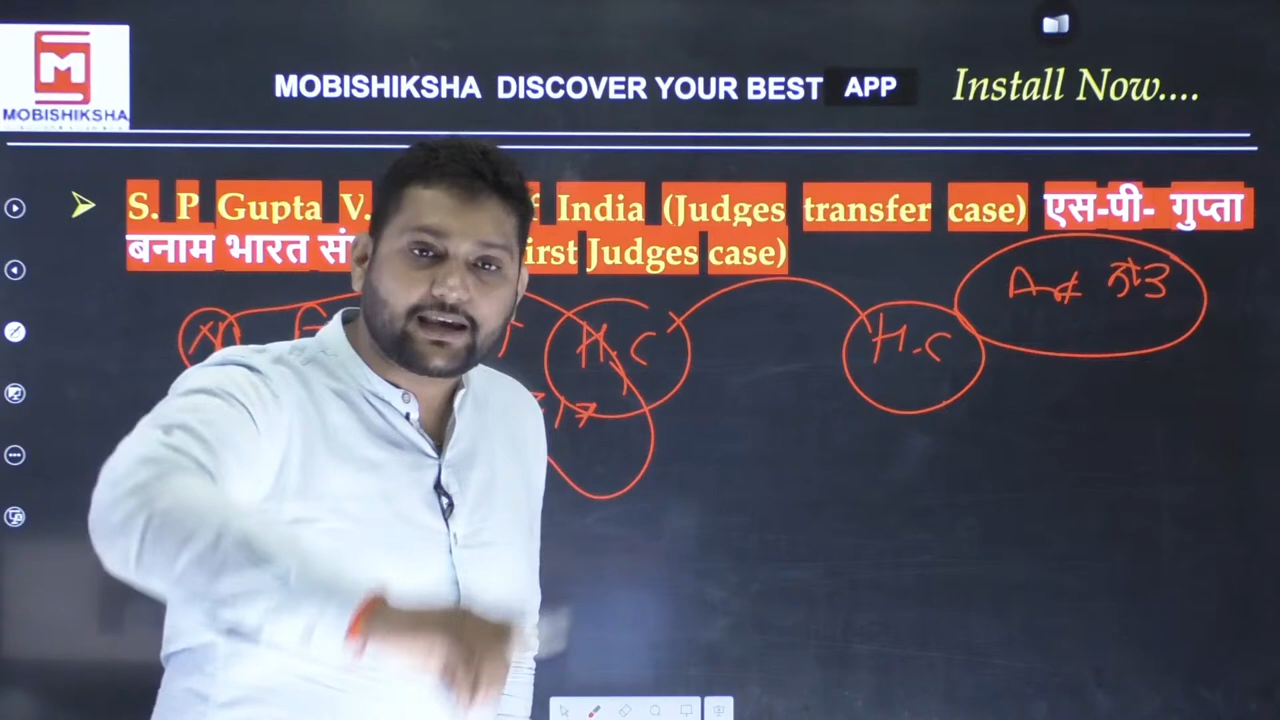 M
MOBISHIKSHA
MOBISHIKSHA DISCOVER YOUR BEST APP Install Now....
S. P Gupta V. India (Judges transfer case) एस-पी- गुप्ता
बनाम भारत irst Judges case)
H.C
H.C
Art